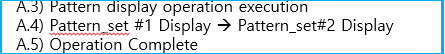 A.3) Pattern display operation execution
A.4) Pattern_set #1 Display → Pattern_set#2 Display
A.5) Operation Complete